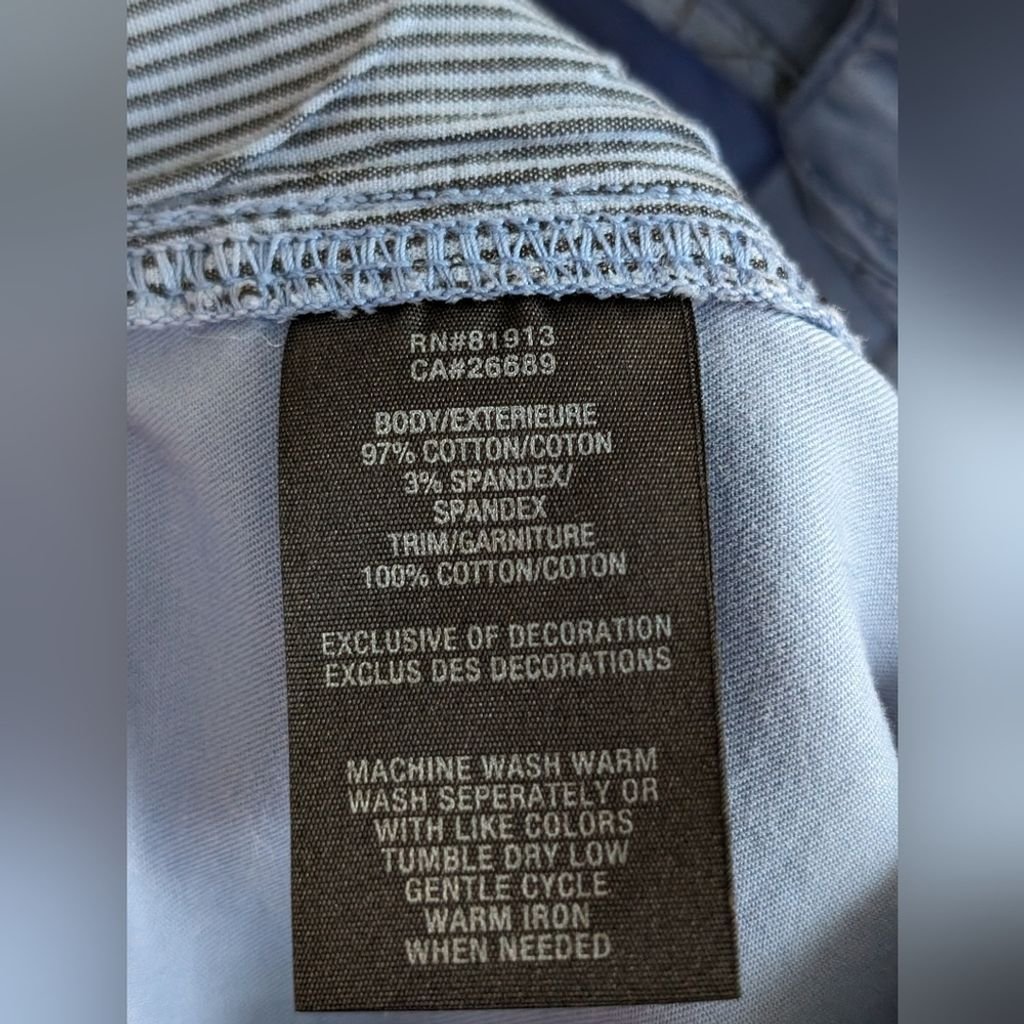 RN#81913
CA#26689
BODY/EXTERIEURE
97% COTTON/COTON
3% SPANDEX/
SPANDEX
TRIM/GARNITURE
100% COTTON/COTON
EXCLUSIVE OF DECORATION
EXCLUS DES DECORATIONS
MACHINE WASH WARM
WASH SEPERATELY OR
WITH LIKE COLORS
TUMBLE DRY LOW
GENTLE CYCLE
WARM IRON
WHEN NEEDED